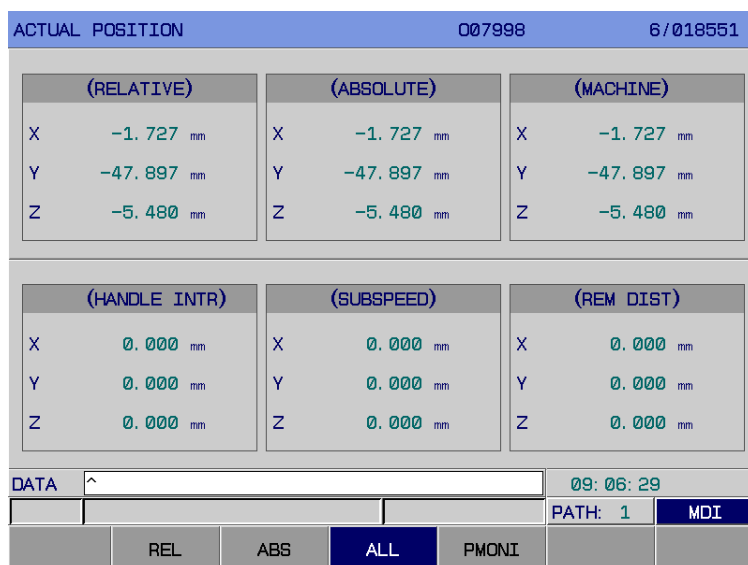 ACTUAL POSITION O07998 6/018551
(RELATIVE) (ABSOLUTE) (MACHINE)
X -1.727 mm X -1.727 mm X -1.727 mm
Y -47.897 mm Y -47.897 mm Y -47.897 mm
Z -5.480 mm Z -5.480 mm Z -5.480 mm
(HANDLE INTR) (SUBSPEED) (REM DIST)
X 0.000 mm X 0.000 mm X 0.000 mm
Y 0.000 mm Y 0.000 mm Y 0.000 mm
Z 0.000 mm Z 0.000 mm Z 0.000 mm
DATA ^ 09:06:29
PATH: 1 MDI
REL ABS ALL PMONI